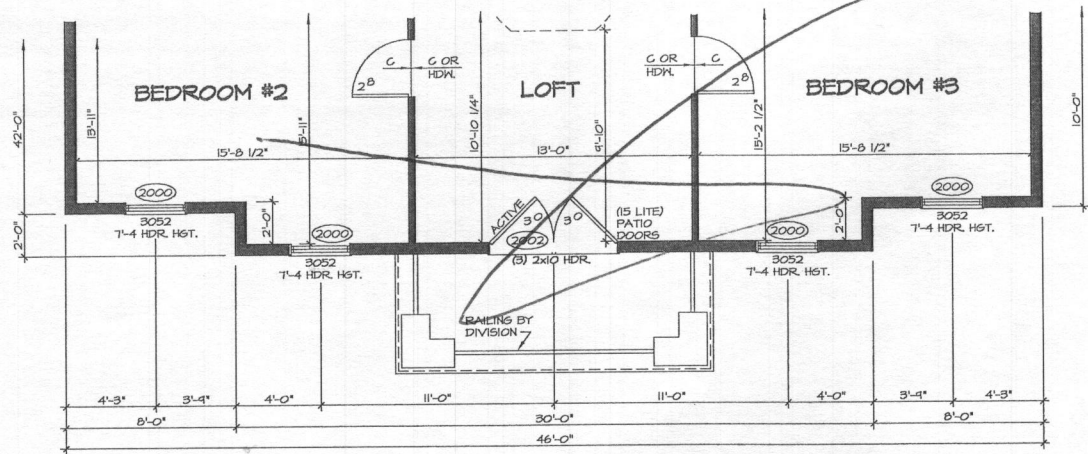 BEDROOM #2
LOFT
BEDROOM #3
C
C OR
HDW.
2⁸
C OR
HDW.
C
2⁸
42'-0"
13'-11"
10'-10 1/4"
9'-10"
15'-2 1/2"
10'-0"
15'-8 1/2"
13'-0"
15'-8 1/2"
2000
3052
7'-4 HDR. HGT.
2'-0"
2'-0"
2000
3052
7'-4 HDR. HGT.
ACTIVE
3⁰
3⁰
2002
(3) 2x10 HDR.
(15 LITE)
PATIO
DOORS
2'-0"
2000
3052
7'-4 HDR. HGT.
2000
3052
7'-4 HDR. HGT.
RAILING BY
DIVISION
4'-3"
3'-9"
4'-0"
11'-0"
11'-0"
4'-0"
3'-9"
4'-3"
8'-0"
30'-0"
8'-0"
46'-0"